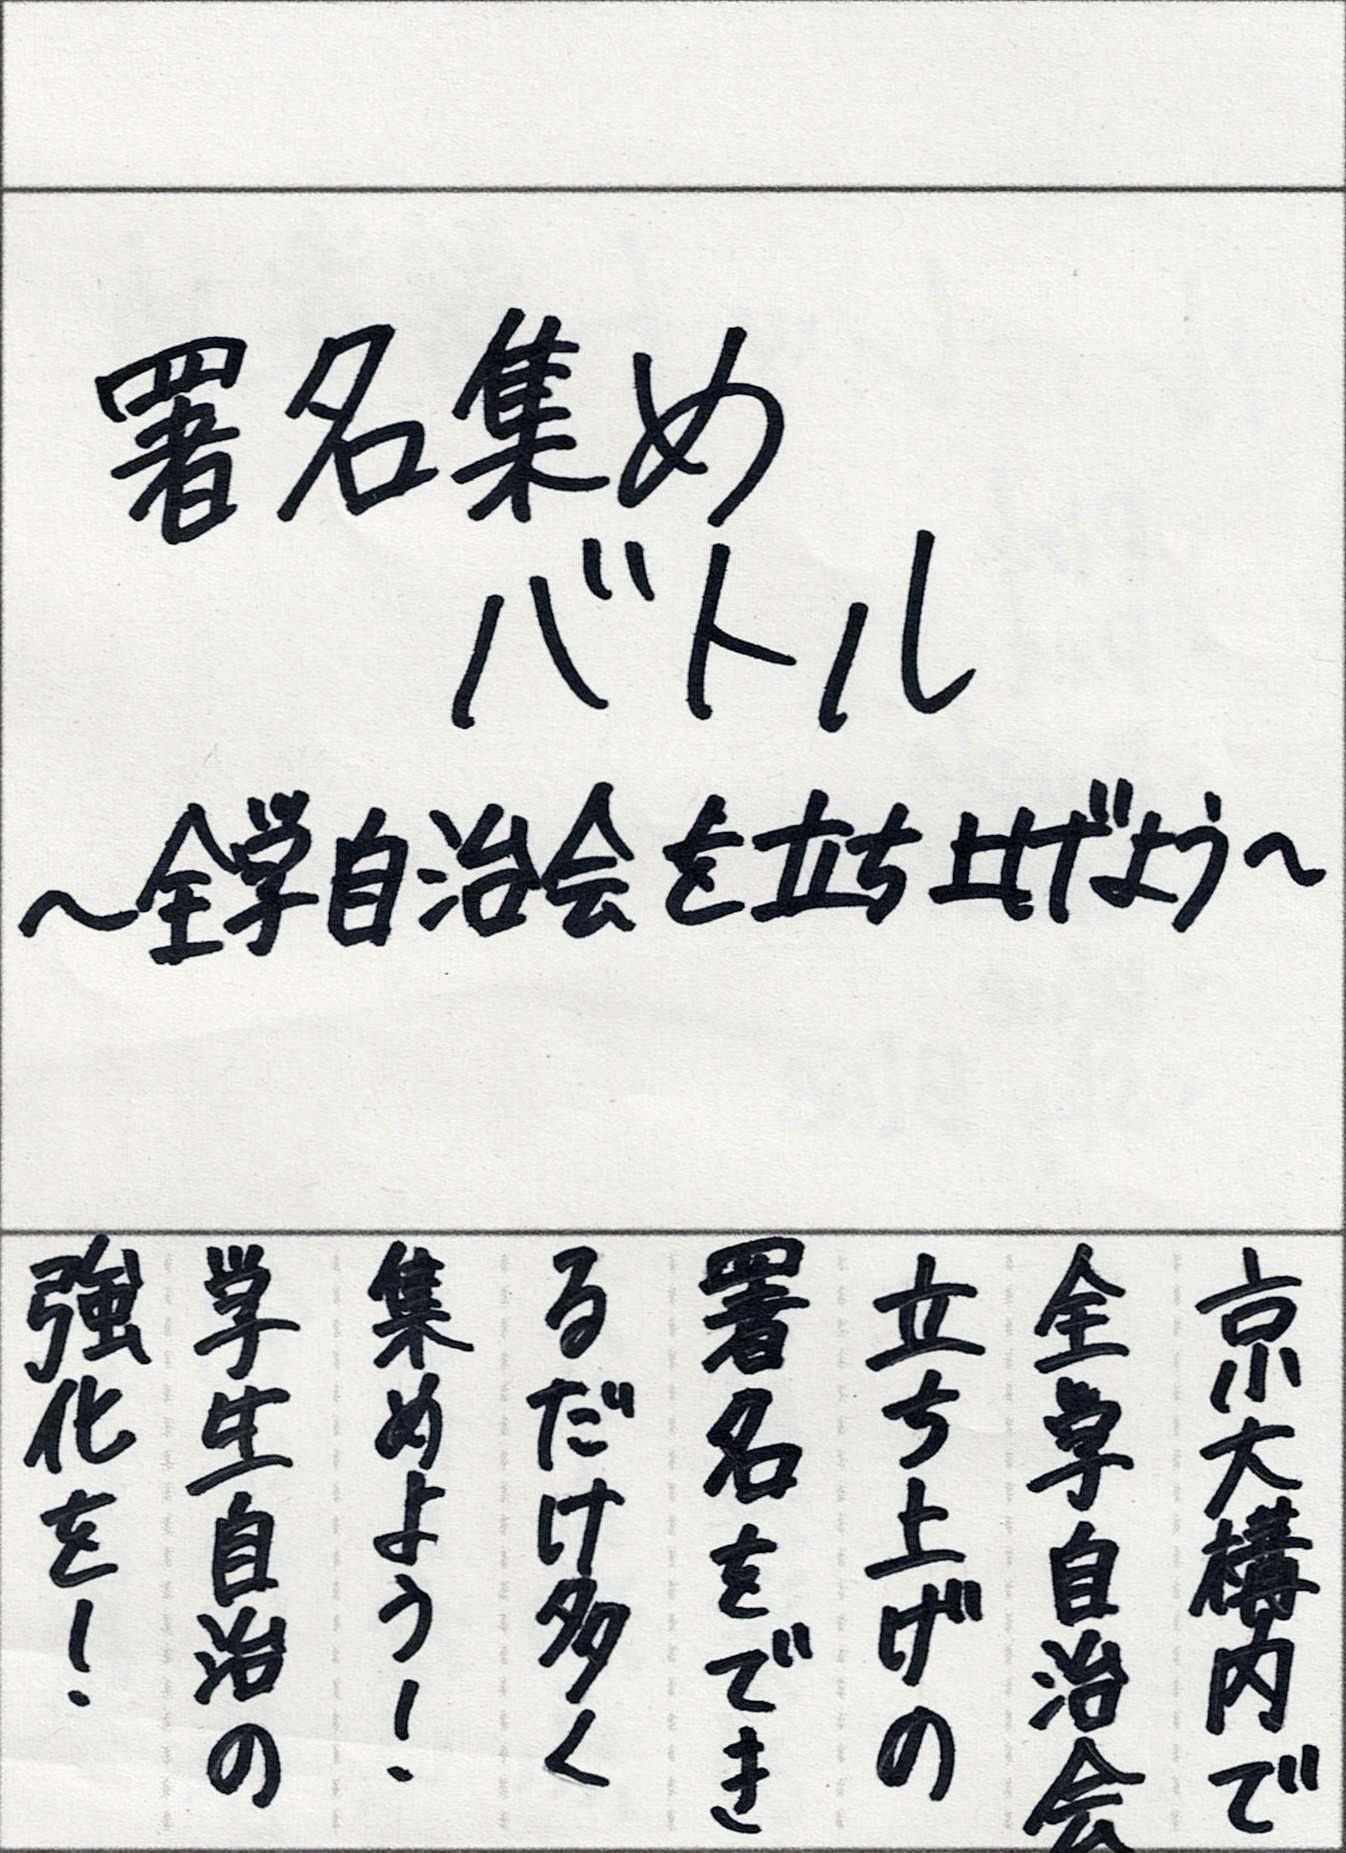 署名集め
バトル
～全学自治会を立ち上げよう～
京大構内で
全学自治会
立ち上げの
署名をでき
るだけ多く
集めよう！
学生自治の
強化を！